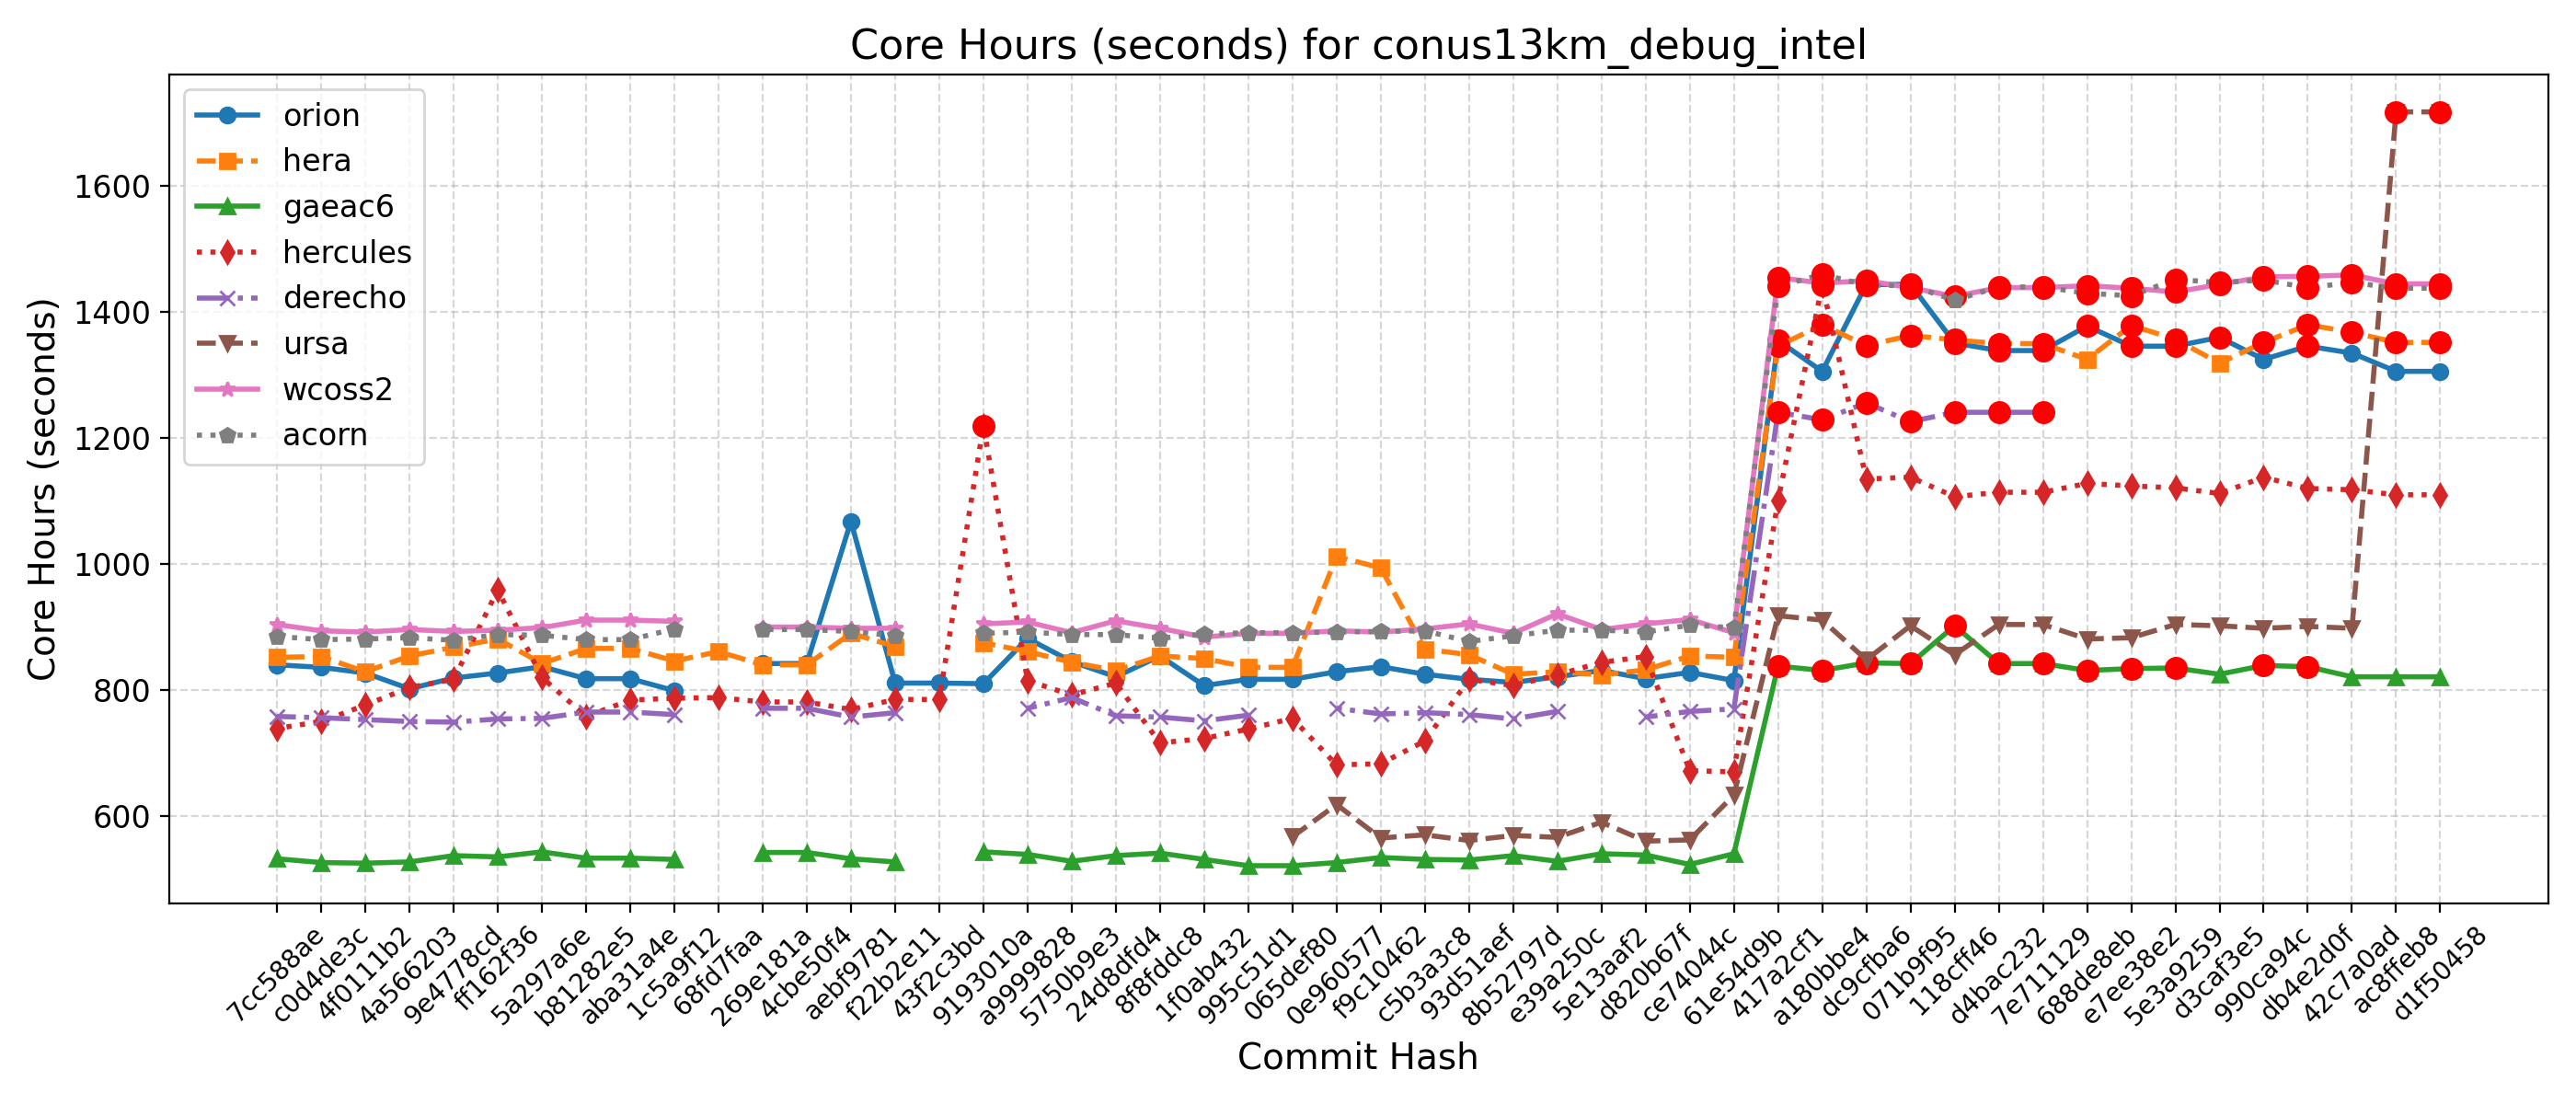 Core Hours (seconds) for conus13km_debug_intel
orion
hera
gaeac6
hercules
derecho
ursa
wcoss2
acorn
Core Hours (seconds)
1600
1400
1200
1000
800
600
7cc588ae
c0d4de3c
4f0111b2
4a566203
9e4778cd
ff162f36
5a297a6e
b81282e5
aba31a4e
1c5a9f12
68fd7faa
269e181a
4cbe50f4
aebf9781
f22b2e11
43f2c3bd
9193010a
a9999828
5750b9e3
24d8dfd4
8f8fddc8
1f0ab432
995c51d1
065def80
0e960577
f9c10462
c5b3a3c8
93d51aef
8b52797d
e39a250c
5e13aaf2
d820b67f
ce74044c
61e54d9b
417a2cf1
a180bbe4
dc9cfba6
071b9f95
118cff46
d4bac232
7e711129
688de8eb
e7ee38e2
5e3a9259
d3caf3e5
990ca94c
db4e2d0f
42c7a0ad
ac8ffeb8
d1f50458
Commit Hash